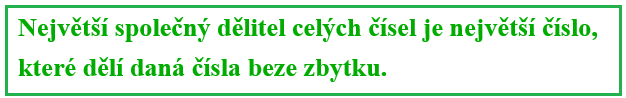 Největší společný dělitel celých čísel je největší číslo,
které dělí daná čísla beze zbytku.